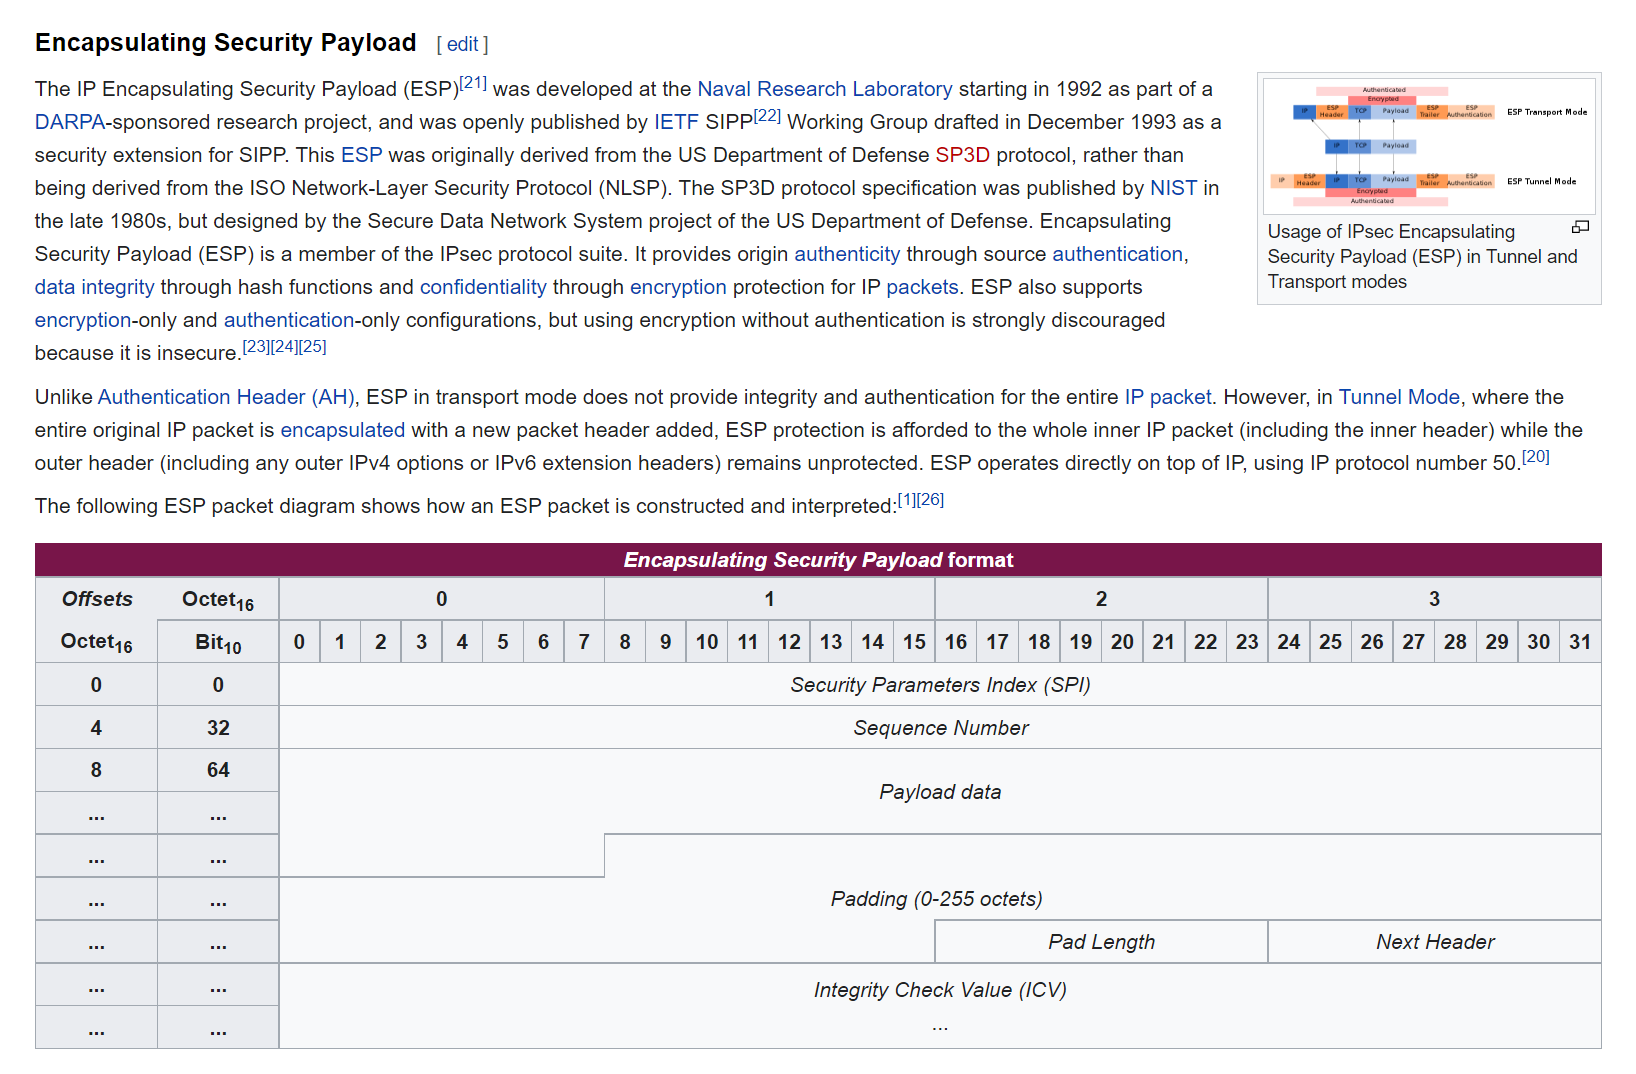 Encapsulating Security Payload [ edit ]
The IP Encapsulating Security Payload (ESP)[21] was developed at the Naval Research Laboratory starting in 1992 as part of a
DARPA-sponsored research project, and was openly published by IETF SIPP[22] Working Group drafted in December 1993 as a
security extension for SIPP. This ESP was originally derived from the US Department of Defense SP3D protocol, rather than
being derived from the ISO Network-Layer Security Protocol (NLSP). The SP3D protocol specification was published by NIST in
the late 1980s, but designed by the Secure Data Network System project of the US Department of Defense. Encapsulating
Security Payload (ESP) is a member of the IPsec protocol suite. It provides origin authenticity through source authentication,
data integrity through hash functions and confidentiality through encryption protection for IP packets. ESP also supports
encryption-only and authentication-only configurations, but using encryption without authentication is strongly discouraged
because it is insecure.[23][24][25]
Authenticated
Encrypted
IP ESP Header TCP Payload ESP Trailer ESP Authentication ESP Transport Mode
IP TCP Payload
IP ESP Header IP TCP Payload ESP Trailer ESP Authentication ESP Tunnel Mode
Encrypted
Authenticated
Usage of IPsec Encapsulating
Security Payload (ESP) in Tunnel and
Transport modes
Unlike Authentication Header (AH), ESP in transport mode does not provide integrity and authentication for the entire IP packet. However, in Tunnel Mode, where the
entire original IP packet is encapsulated with a new packet header added, ESP protection is afforded to the whole inner IP packet (including the inner header) while the
outer header (including any outer IPv4 options or IPv6 extension headers) remains unprotected. ESP operates directly on top of IP, using IP protocol number 50.[20]
The following ESP packet diagram shows how an ESP packet is constructed and interpreted:[1][26]
Encapsulating Security Payload format
Offsets Octet16 0 1 2 3
Octet16 Bit10 0 1 2 3 4 5 6 7 8 9 10 11 12 13 14 15 16 17 18 19 20 21 22 23 24 25 26 27 28 29 30 31
0 0 Security Parameters Index (SPI)
4 32 Sequence Number
8 64
Payload data
... ...
... ...
... ... Padding (0-255 octets)
... ... Pad Length Next Header
... ... Integrity Check Value (ICV)
... ... ...